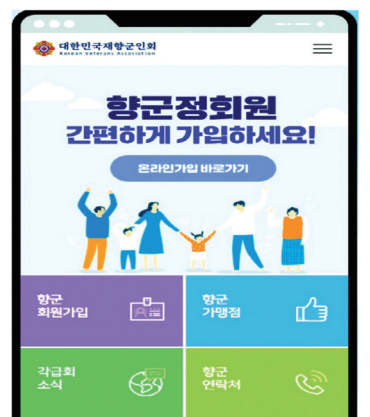 대한민국재향군인회
Korean Veterans Association
향군정회원
간편하게 가입하세요!
온라인가입 바로가기
향군
회원가입
향군
가맹점
각급회
소식
향군
연락처